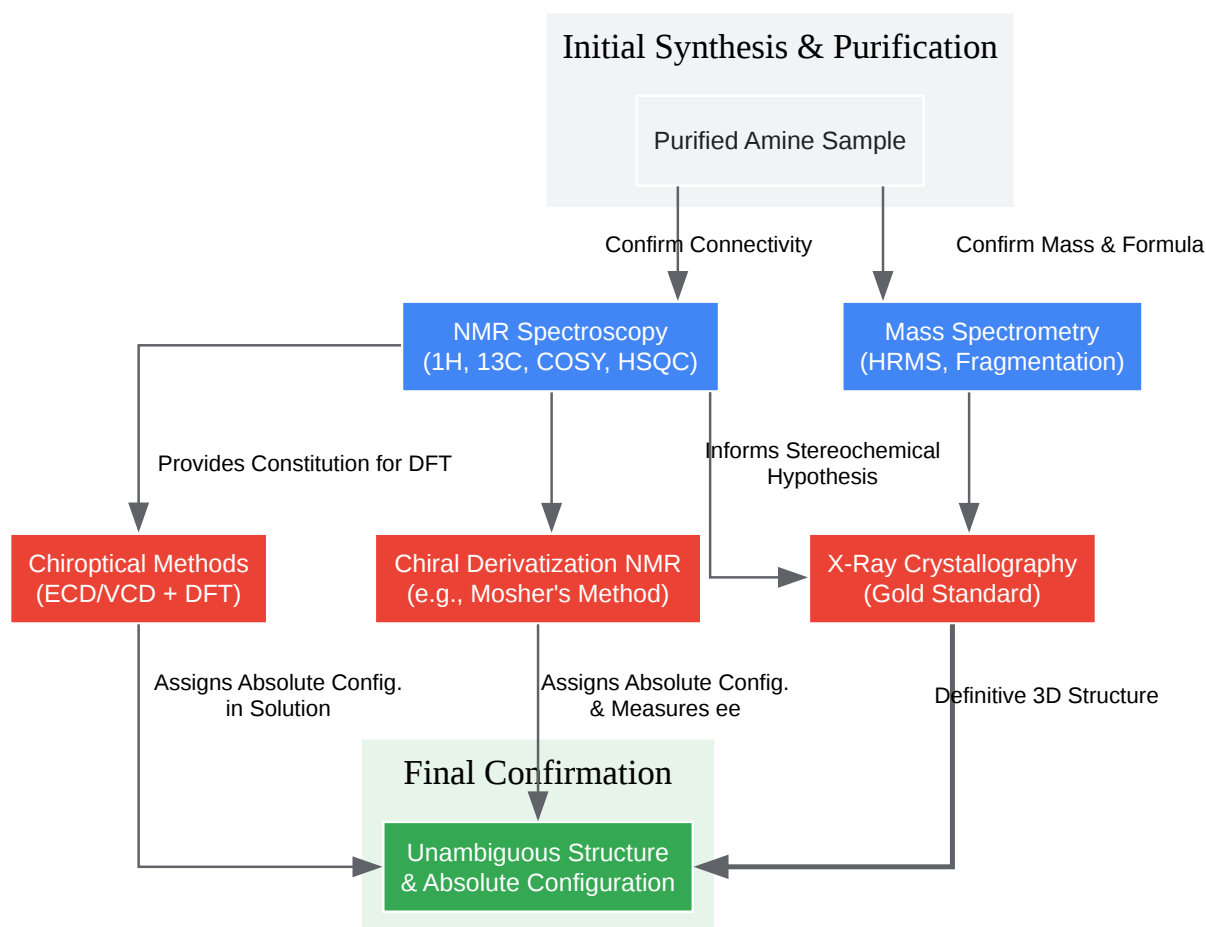 Initial Synthesis & Purification
Purified Amine Sample
Confirm Connectivity
Confirm Mass & Formula
NMR Spectroscopy
(1H, 13C, COSY, HSQC)
Mass Spectrometry
(HRMS, Fragmentation)
Provides Constitution for DFT
Informs Stereochemical
Hypothesis
Chiroptical Methods
(ECD/VCD + DFT)
Chiral Derivatization NMR
(e.g., Mosher's Method)
X-Ray Crystallography
(Gold Standard)
Assigns Absolute Config.
in Solution
Assigns Absolute Config.
& Measures ee
Definitive 3D Structure
Final Confirmation
Unambiguous Structure
& Absolute Configuration